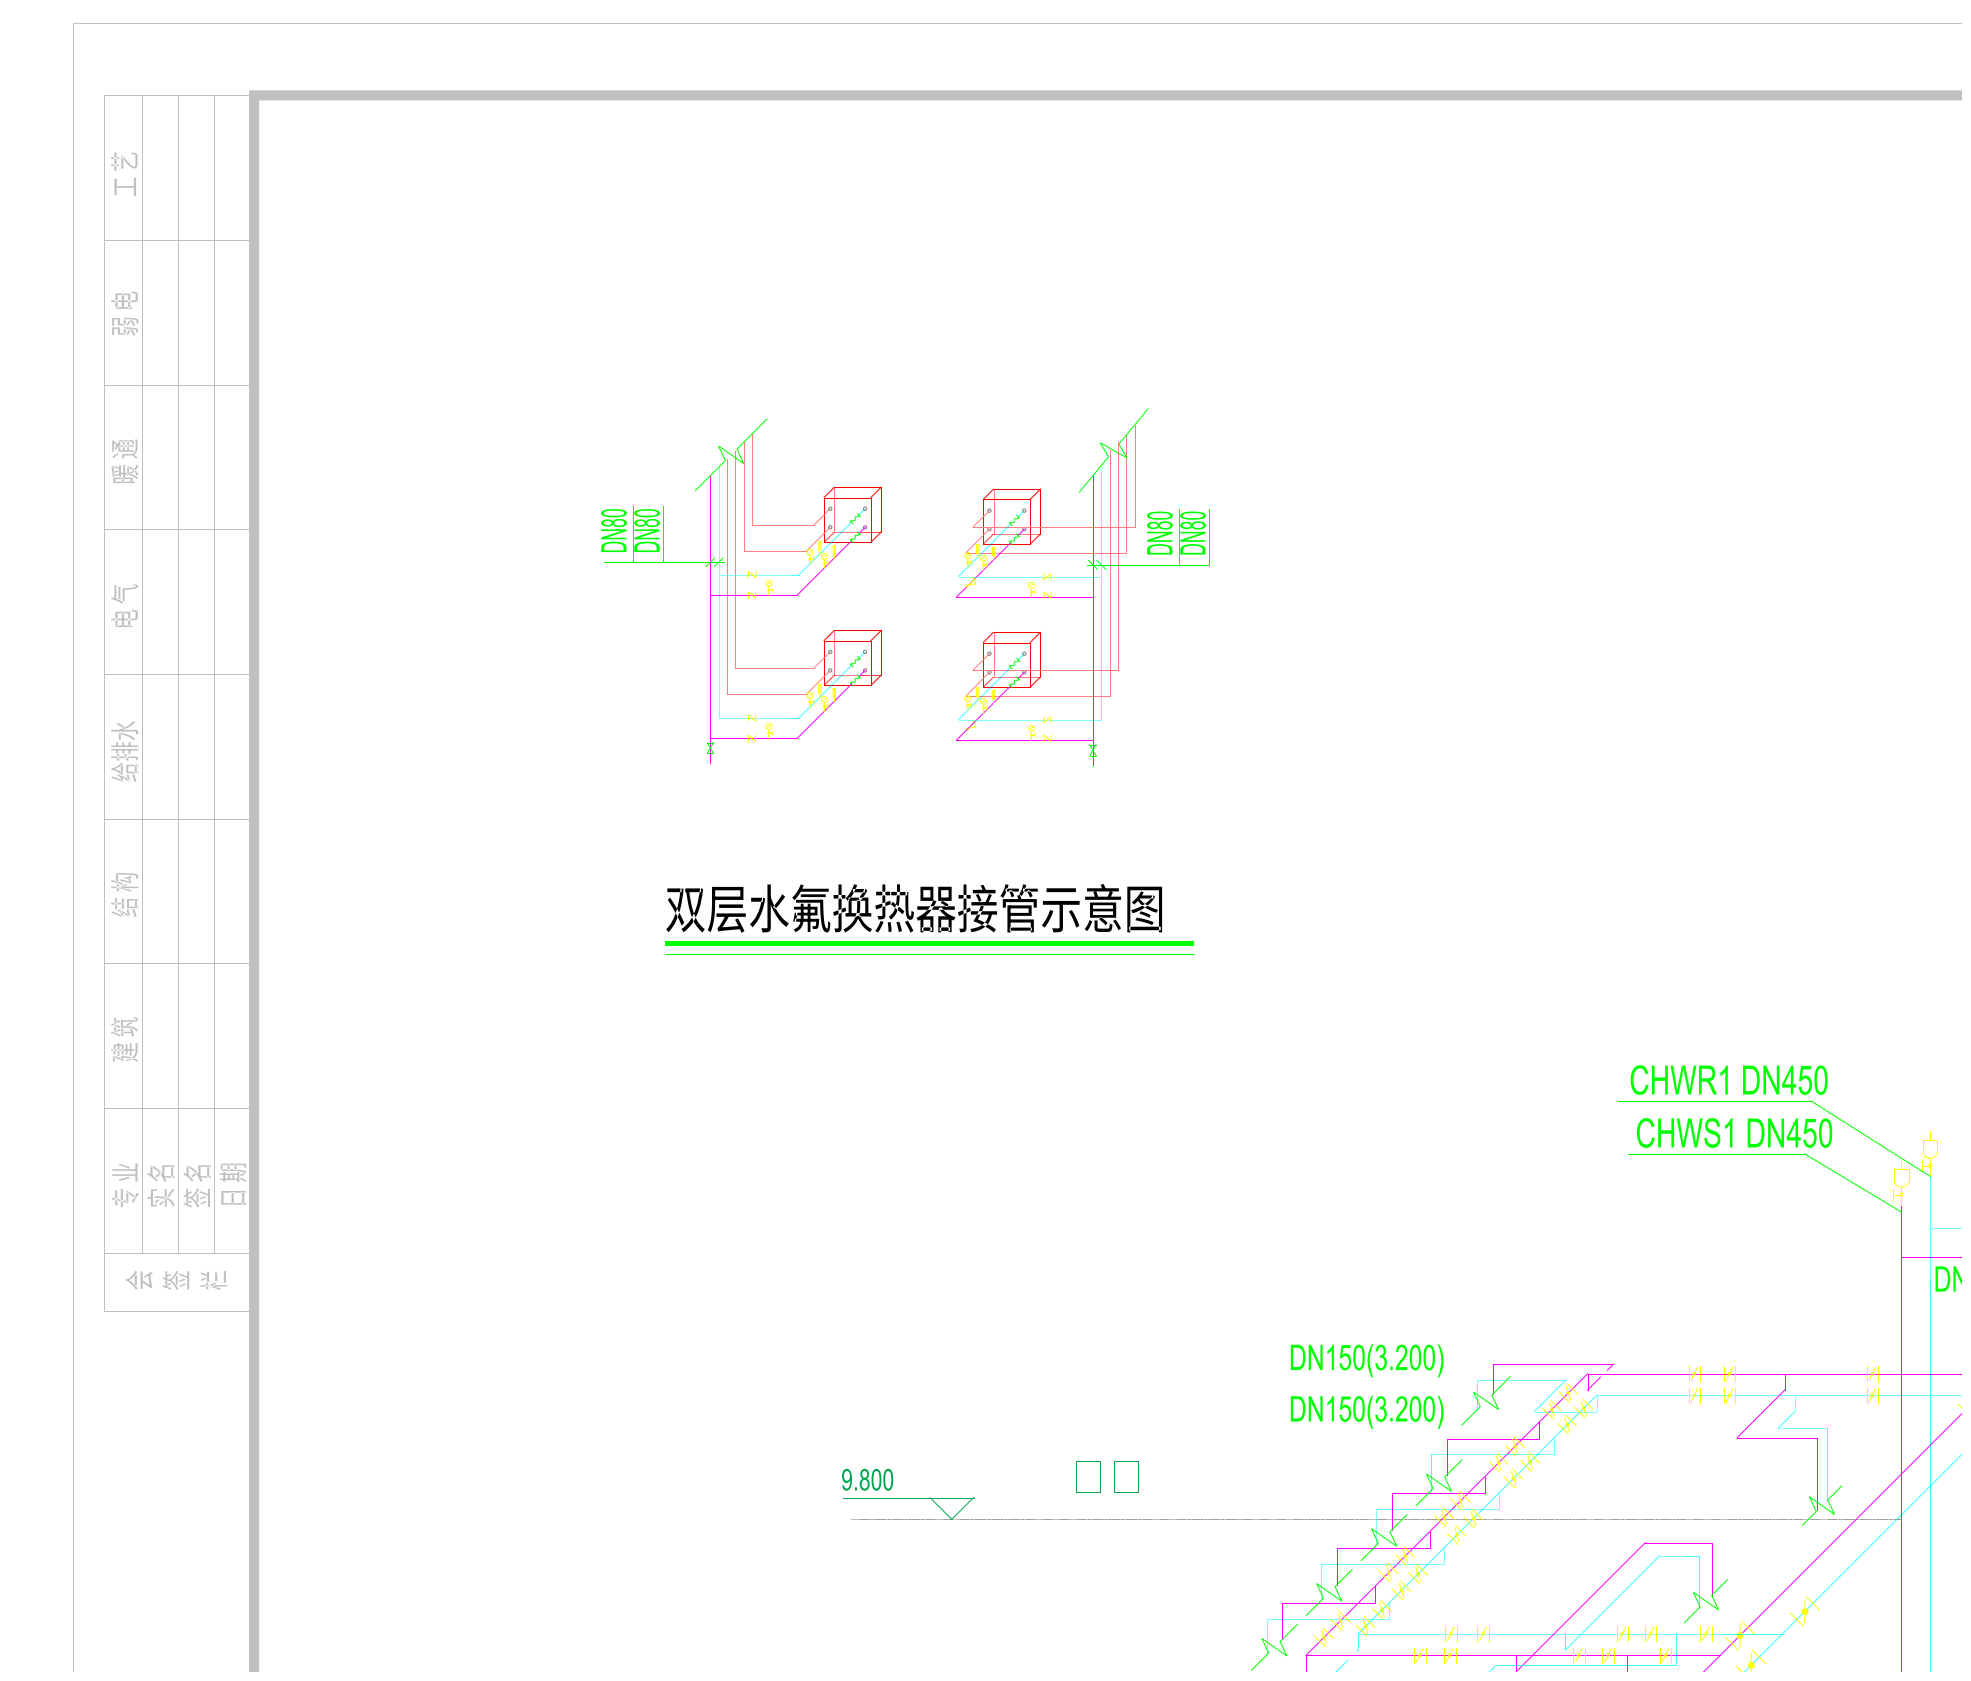 工艺
弱电
暖通
电气
给排水
结构
建筑
专业
实名
签名
日期
会签栏
DN80
DN80
DN80
DN80
双层水氟换热器接管示意图
CHWR1 DN450
CHWS1 DN450
DN
DN150(3.200)
DN150(3.200)
9.800